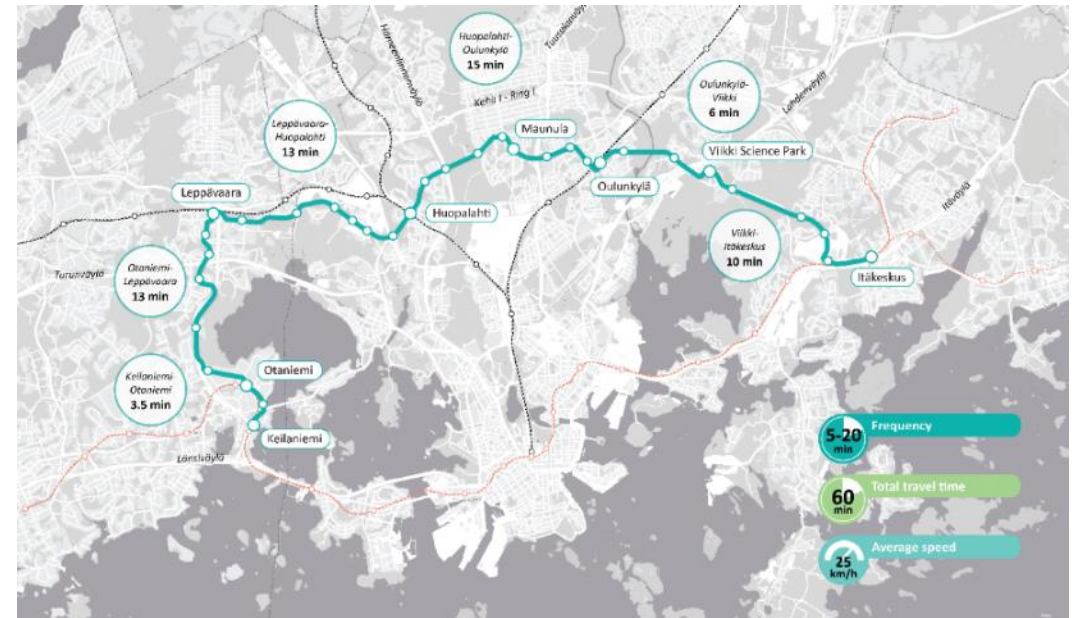 Huopalahti-
Oulunkylä
15 min
Hämeenlinnanväylä
Tuusulanväylä
Kehä I - Ring I
Oulunkylä-
Viikki
6 min
Lahdenväylä
Leppävaara-
Huopalahti
13 min
Maunula
Viikki Science Park
Oulunkylä
Leppävaara
Huopalahti
Itäväylä
Viikki-
Itäkeskus
10 min
Itäkeskus
Turunväylä
Otaniemi-
Leppävaara
13 min
Keilaniemi-
Otaniemi
3.5 min
Otaniemi
Keilaniemi
Länsiväylä
5-20
min
Frequency
60
min
Total travel time
25
km/h
Average speed